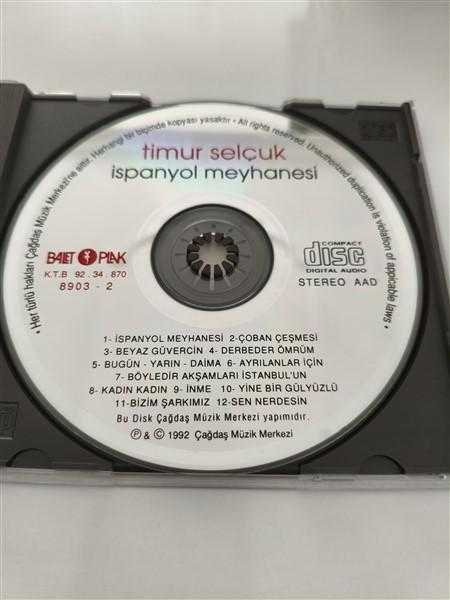 • Her türlü hakları Çağdaş Müzik Merkezi'ne aittir. Herhangi bir biçimde kopyası yasaktır • All rights reserved. Unauthorized duplication is violation of applicable laws •
timur selçuk
ispanyol meyhanesi
BALET PLAK
K.T.B 92.34.870
8903 - 2
COMPACT
disc
DIGITAL AUDIO
STEREO AAD
1- İSPANYOL MEYHANESİ 2-ÇOBAN ÇEŞMESİ
3- BEYAZ GÜVERCİN 4- DERBEDER ÖMRÜM
5- BUGÜN - YARIN - DAİMA 6- AYRILANLAR İÇİN
7- BÖYLEDİR AKŞAMLARI İSTANBUL'UN
8- KADIN KADIN 9- İNME 10- YİNE BİR GÜLYÜZLÜ
11-BİZİM ŞARKIMIZ 12-SEN NERDESİN
Bu Disk Çağdaş Müzik Merkezi yapımıdır.
℗ & © 1992 Çağdaş Müzik Merkezi